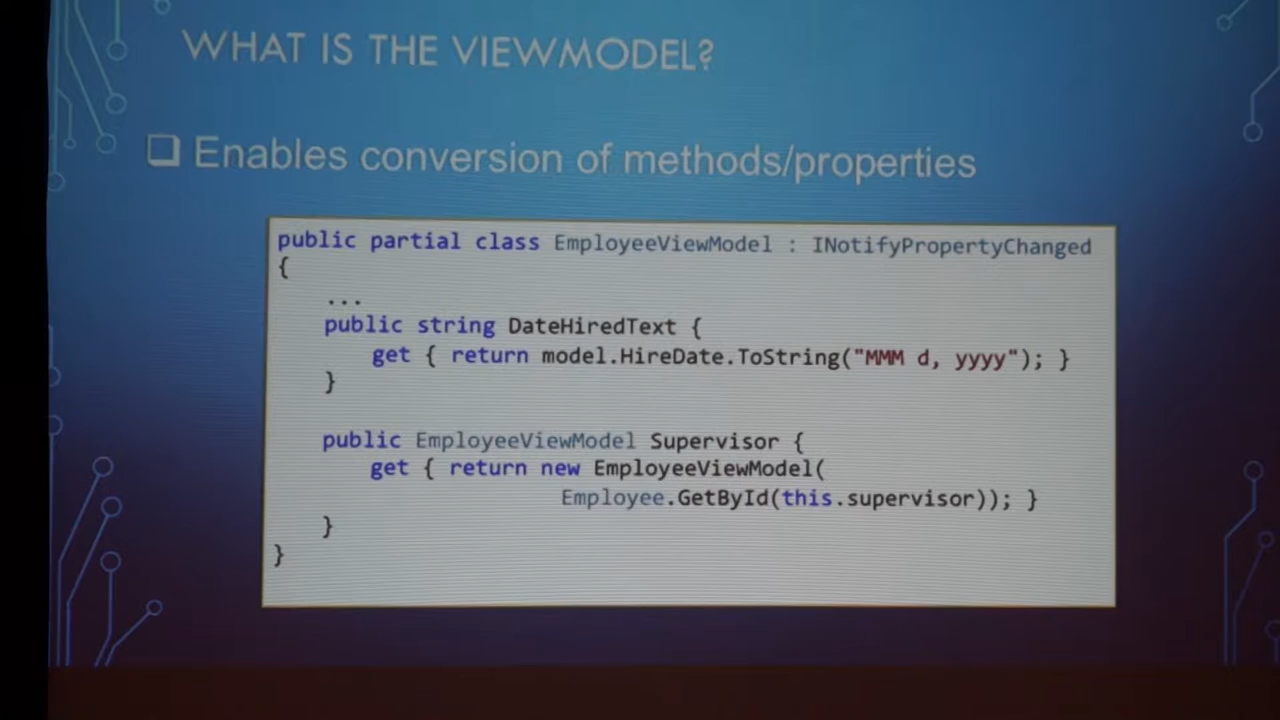 WHAT IS THE VIEWMODEL?
Enables conversion of methods/properties
public partial class EmployeeViewModel : INotifyPropertyChanged
{
...
public string DateHiredText {
get { return model.HireDate.ToString("MMM d, yyyy"); }
}
public EmployeeViewModel Supervisor {
get { return new EmployeeViewModel(
Employee.GetById(this.supervisor)); }
}
}